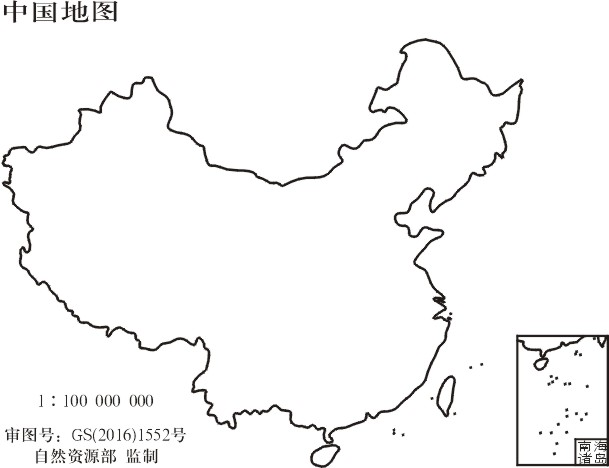 中国地图
1∶100 000 000
审图号：GS(2016)1552号
自然资源部 监制
南海
诸岛